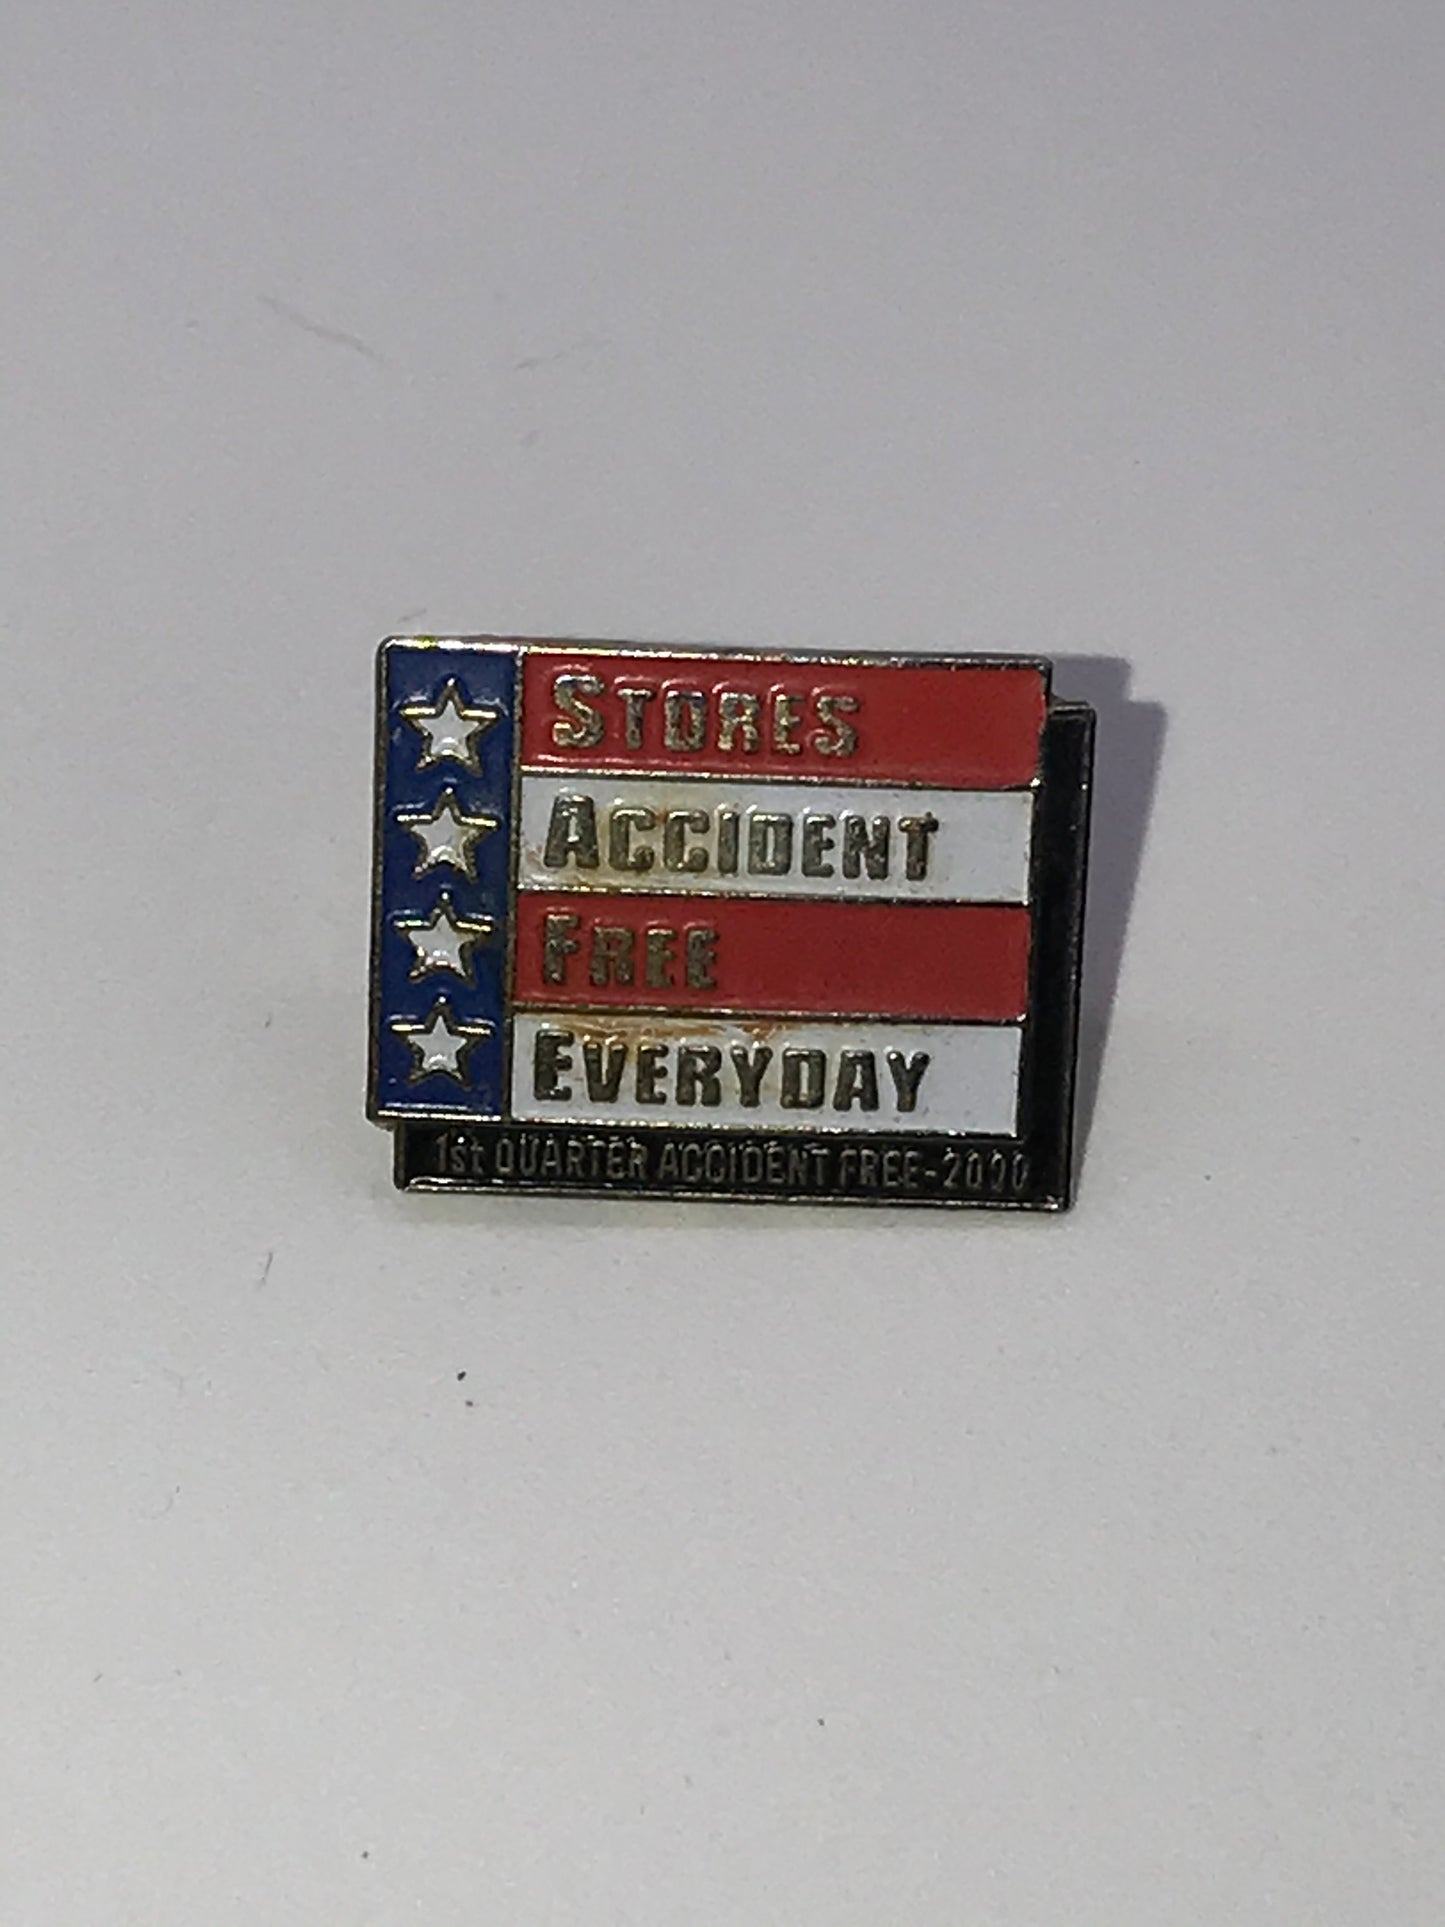 STORES
ACCIDENT
FREE
EVERYDAY
1st QUARTER ACCIDENT FREE-2000